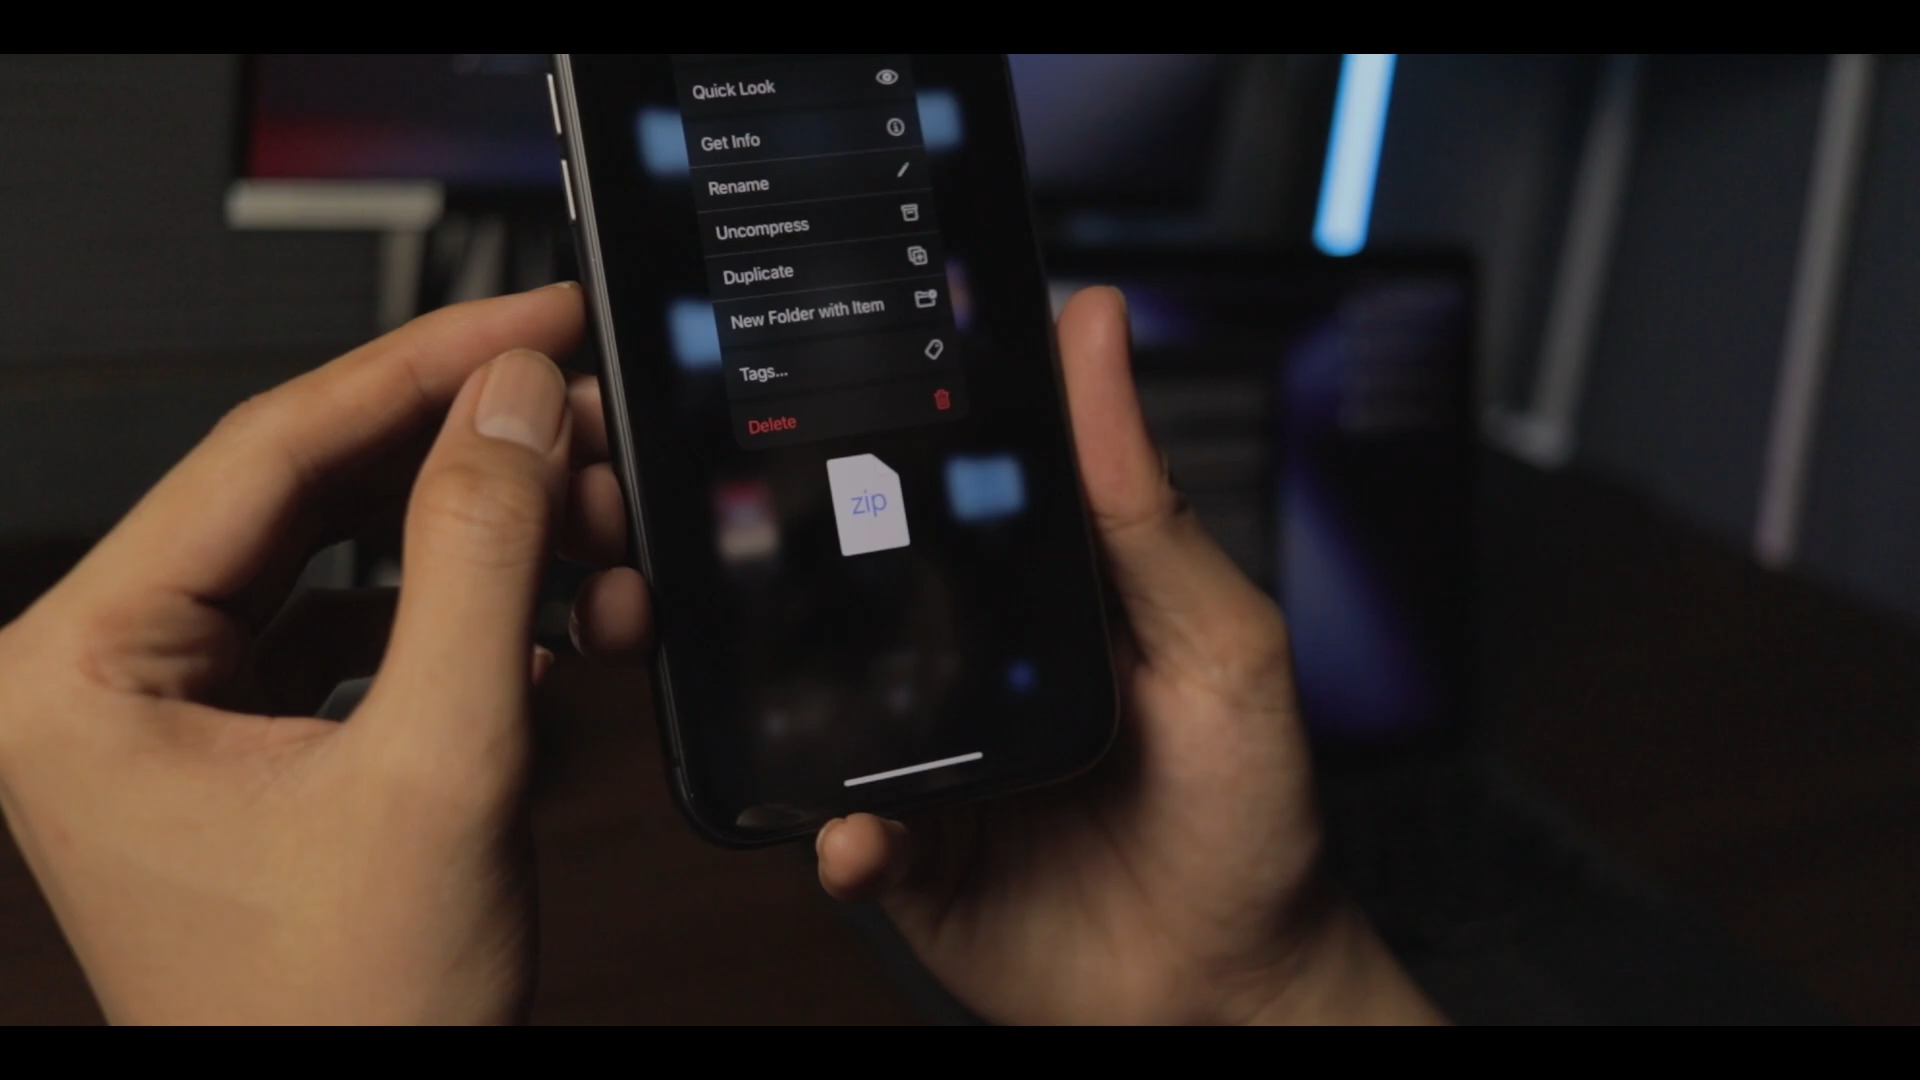 Quick Look
Get Info
Rename
Uncompress
Duplicate
New Folder with Item
Tags...
Delete
zip